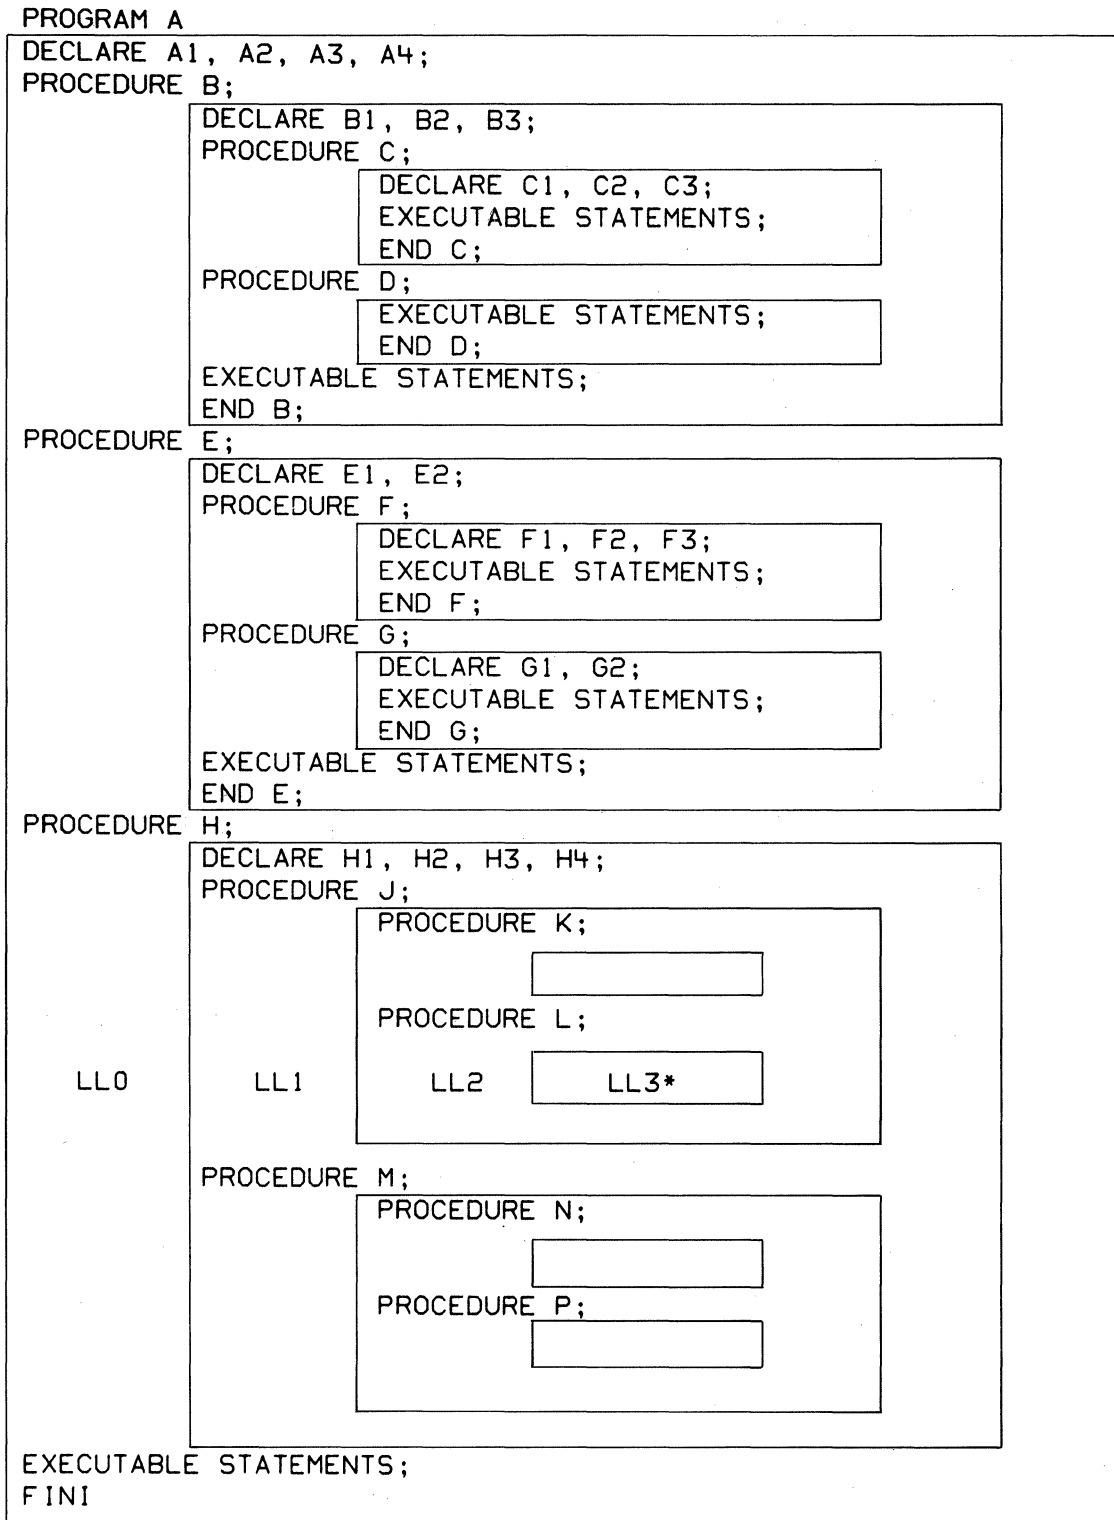 PROGRAM A
DECLARE A1, A2, A3, A4;
PROCEDURE B;
DECLARE B1, B2, B3;
PROCEDURE C;
DECLARE C1, C2, C3;
EXECUTABLE STATEMENTS;
END C;
PROCEDURE D;
EXECUTABLE STATEMENTS;
END D;
EXECUTABLE STATEMENTS;
END B;
PROCEDURE E;
DECLARE E1, E2;
PROCEDURE F;
DECLARE F1, F2, F3;
EXECUTABLE STATEMENTS;
END F;
PROCEDURE G;
DECLARE G1, G2;
EXECUTABLE STATEMENTS;
END G;
EXECUTABLE STATEMENTS;
END E;
PROCEDURE H;
DECLARE H1, H2, H3, H4;
PROCEDURE J;
PROCEDURE K;
PROCEDURE L;
LL0 LL1 LL2 LL3*
PROCEDURE M;
PROCEDURE N;
PROCEDURE P;
EXECUTABLE STATEMENTS;
FINI